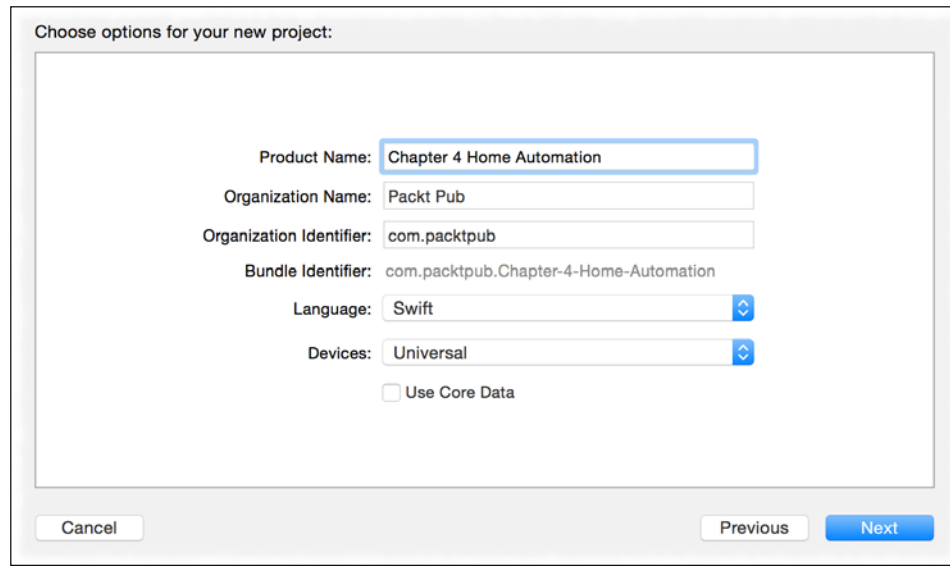 Choose options for your new project:
Product Name: Chapter 4 Home Automation
Organization Name: Packt Pub
Organization Identifier: com.packtpub
Bundle Identifier: com.packtpub.Chapter-4-Home-Automation
Language: Swift
Devices: Universal
Use Core Data
Cancel Previous Next